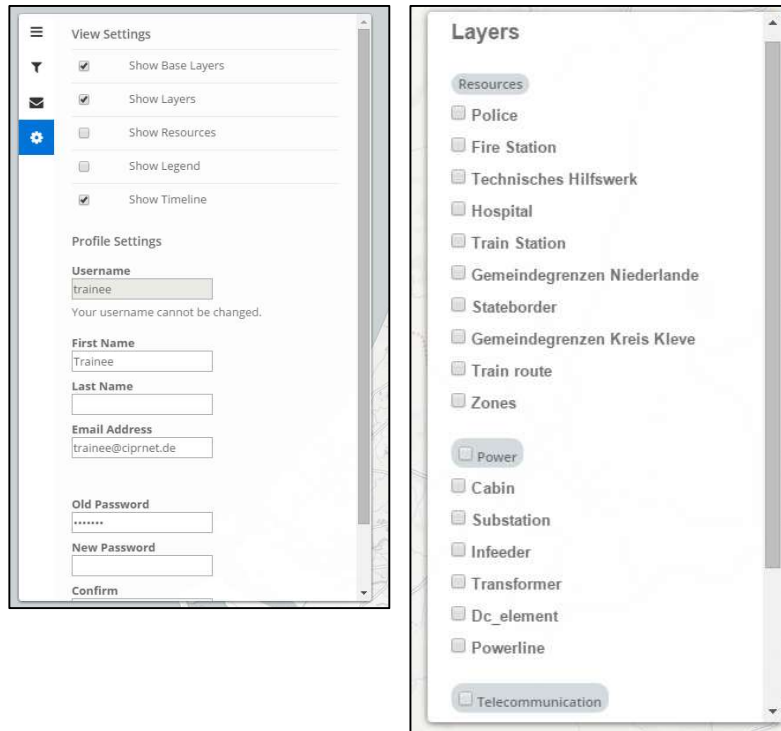 View Settings
Show Base Layers
Show Layers
Show Resources
Show Legend
Show Timeline
Profile Settings
Username
trainee
Your username cannot be changed.
First Name
Trainee
Last Name
Email Address
trainee@ciprnet.de
Old Password
•••••••
New Password
Confirm
Layers
Resources
Police
Fire Station
Technisches Hilfswerk
Hospital
Train Station
Gemeindegrenzen Niederlande
Stateborder
Gemeindegrenzen Kreis Kleve
Train route
Zones
Power
Cabin
Substation
Infeeder
Transformer
Dc_element
Powerline
Telecommunication